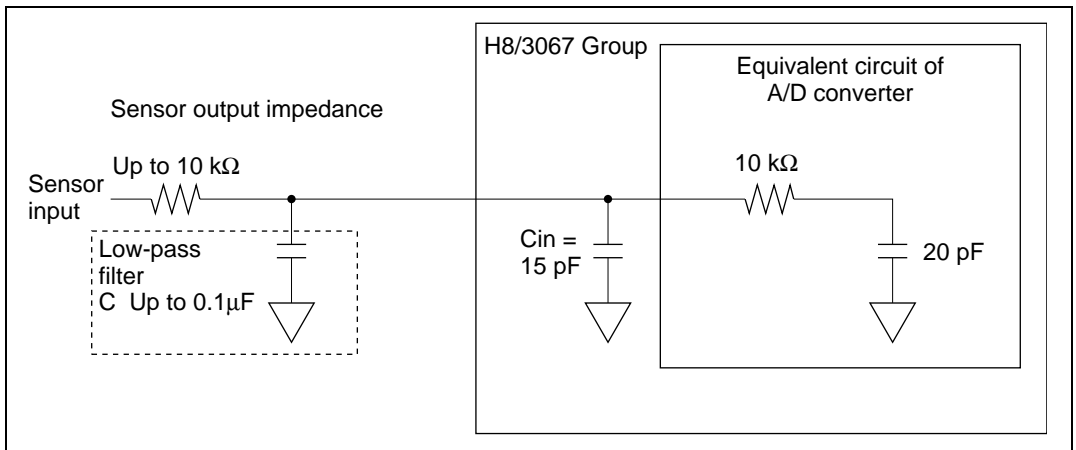 H8/3067 Group
Equivalent circuit of
A/D converter
Sensor output impedance
Up to 10 kΩ
10 kΩ
Sensor
input
Low-pass
filter
C Up to 0.1µF
Cin =
15 pF
20 pF